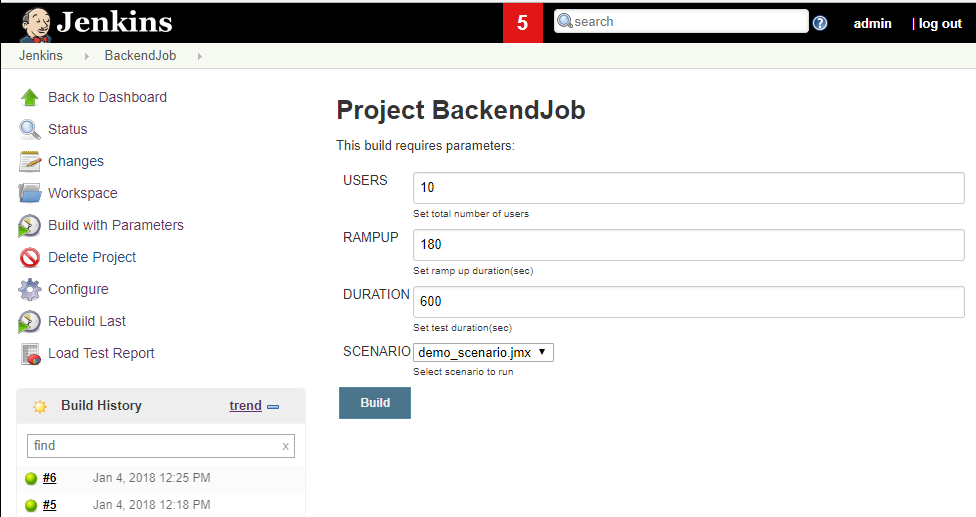 Jenkins
5
search
?
admin
| log out
Jenkins
BackendJob
Back to Dashboard
Status
Changes
Workspace
Build with Parameters
Delete Project
Configure
Rebuild Last
Load Test Report
Build History
trend
find
x
#6 Jan 4, 2018 12:25 PM
#5 Jan 4, 2018 12:18 PM
Project BackendJob
This build requires parameters:
USERS
10
Set total number of users
RAMPUP
180
Set ramp up duration(sec)
DURATION
600
Set test duration(sec)
SCENARIO
demo_scenario.jmx
Select scenario to run
Build